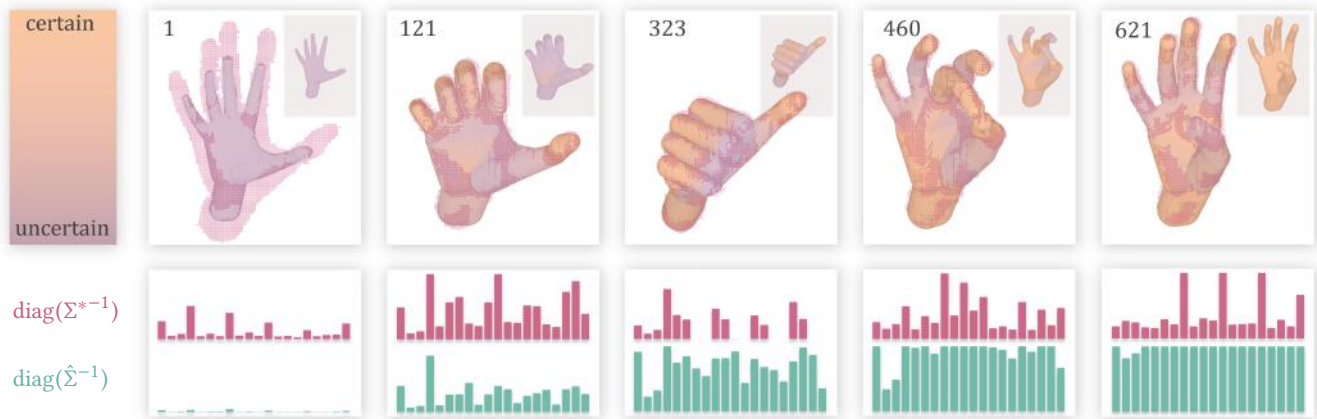 certain
uncertain
1
121
323
460
621
diag(Σ*⁻¹)
diag(Σ̂⁻¹)